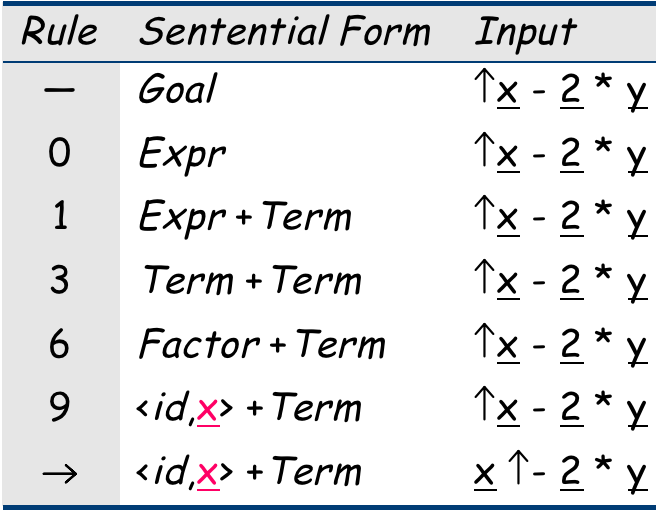 Rule Sentential Form Input
— Goal ↑x - 2 * y
0 Expr ↑x - 2 * y
1 Expr + Term ↑x - 2 * y
3 Term + Term ↑x - 2 * y
6 Factor + Term ↑x - 2 * y
9 <id,x> + Term ↑x - 2 * y
→ <id,x> + Term x ↑- 2 * y